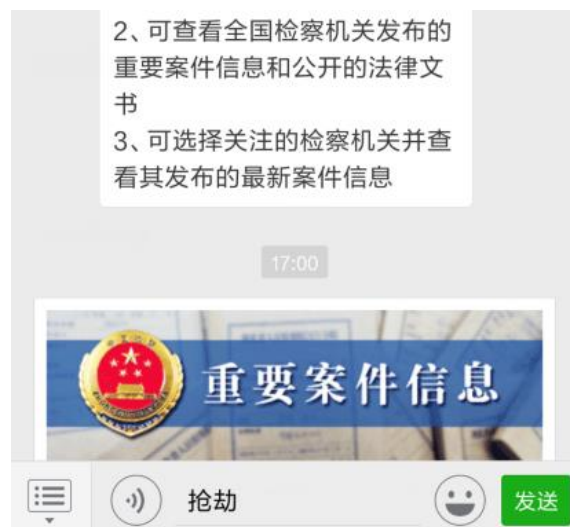 2、可查看全国检察机关发布的
重要案件信息和公开的法律文
书
3、可选择关注的检察机关并查
看其发布的最新案件信息
17:00
重要案件信息
抢劫
发送